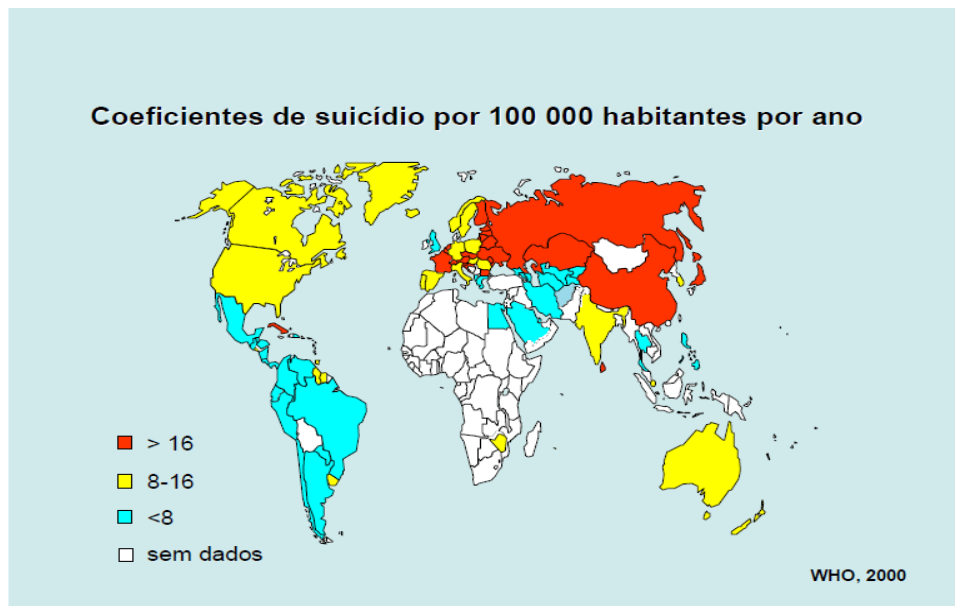 Coeficientes de suicídio por 100 000 habitantes por ano
> 16
8-16
<8
sem dados
WHO, 2000